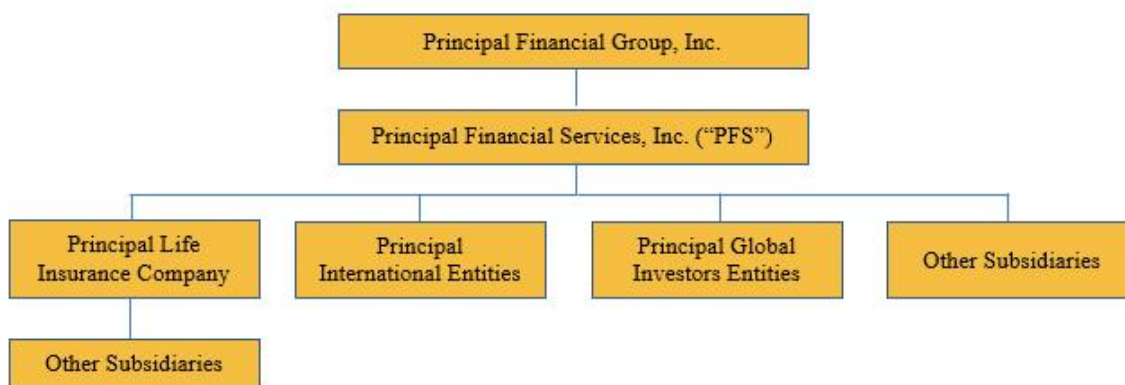 Principal Financial Group, Inc.
Principal Financial Services, Inc. (“PFS”)
Principal Life
Insurance Company
Principal
International Entities
Principal Global
Investors Entities
Other Subsidiaries
Other Subsidiaries